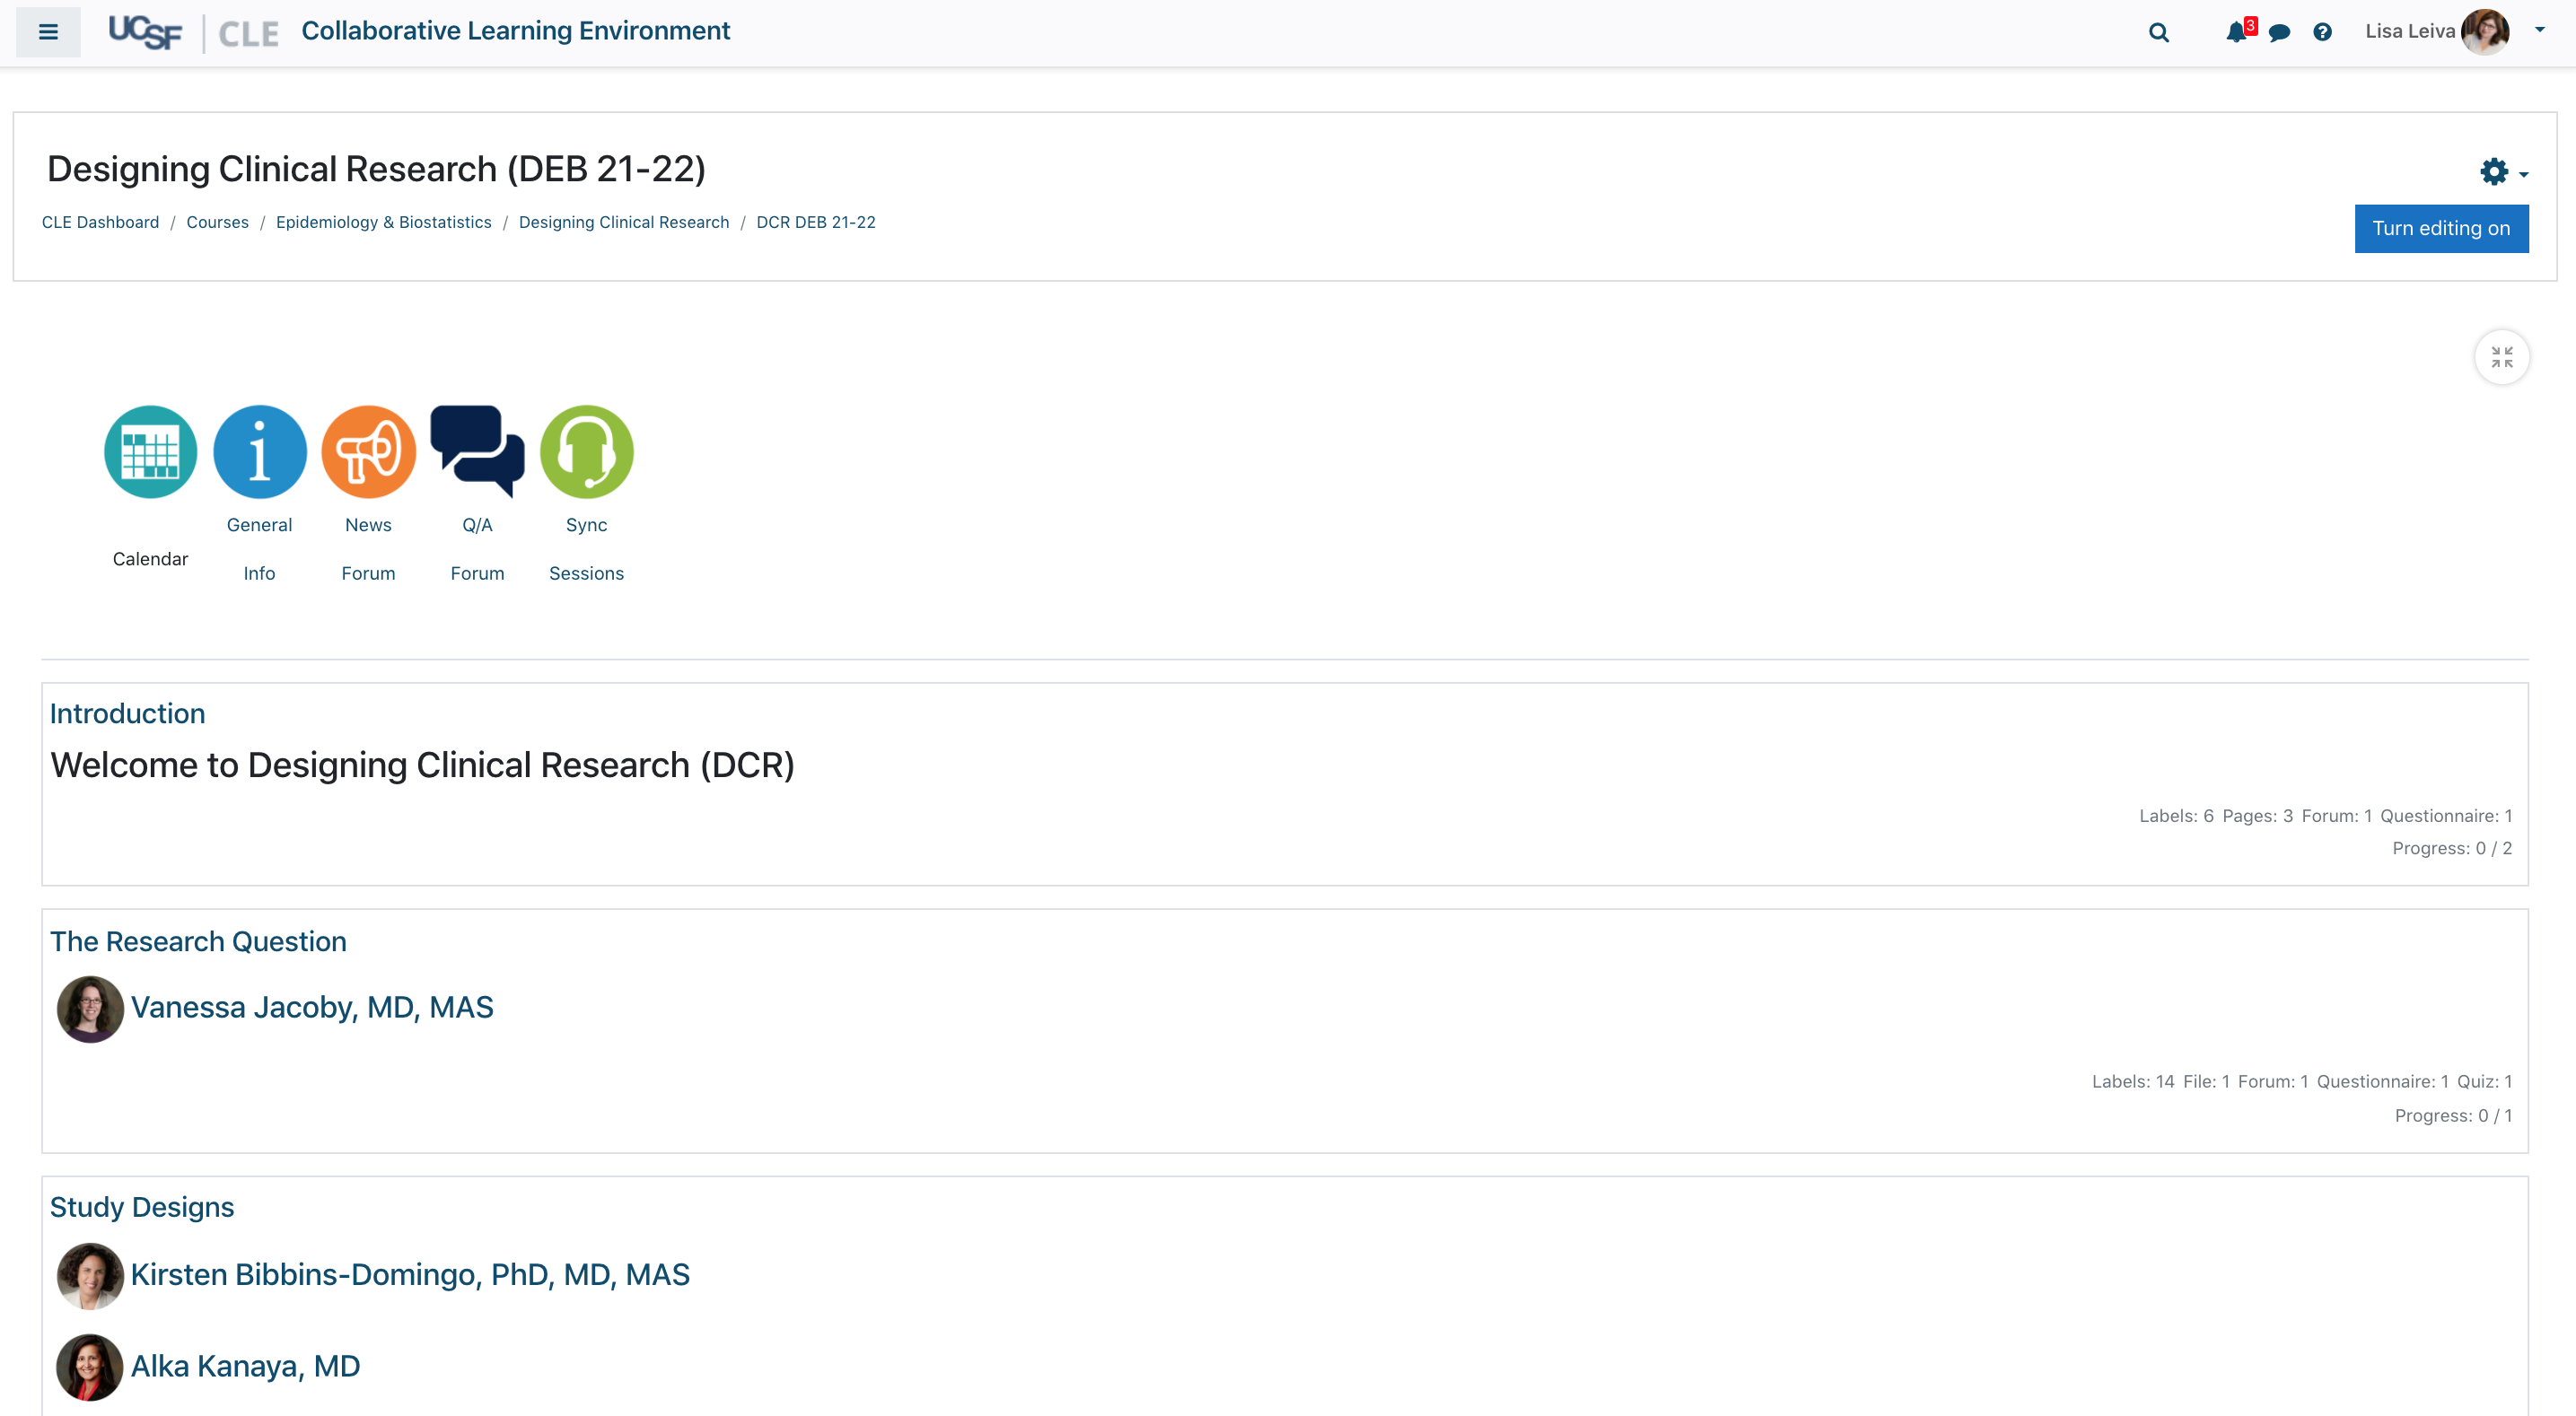 UCSF CLE Collaborative Learning Environment
3
Lisa Leiva
Designing Clinical Research (DEB 21-22)
CLE Dashboard / Courses / Epidemiology & Biostatistics / Designing Clinical Research / DCR DEB 21-22
Turn editing on
Calendar
General
Info
News
Forum
Q/A
Forum
Sync
Sessions
Introduction
Welcome to Designing Clinical Research (DCR)
Labels: 6 Pages: 3 Forum: 1 Questionnaire: 1
Progress: 0 / 2
The Research Question
Vanessa Jacoby, MD, MAS
Labels: 14 File: 1 Forum: 1 Questionnaire: 1 Quiz: 1
Progress: 0 / 1
Study Designs
Kirsten Bibbins-Domingo, PhD, MD, MAS
Alka Kanaya, MD